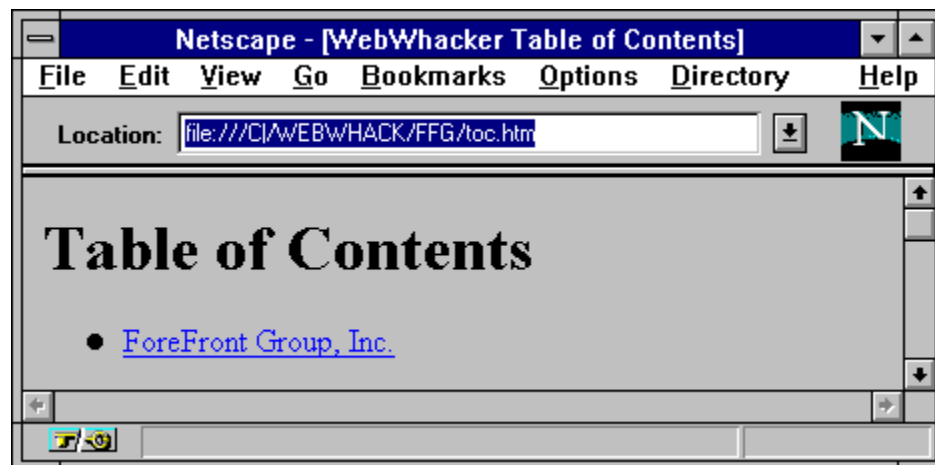 Netscape - [WebWhacker Table of Contents]
File Edit View Go Bookmarks Options Directory Help
Location: file:///C|/WEBWHACK/FFG/toc.htm
N
Table of Contents
ForeFront Group, Inc.